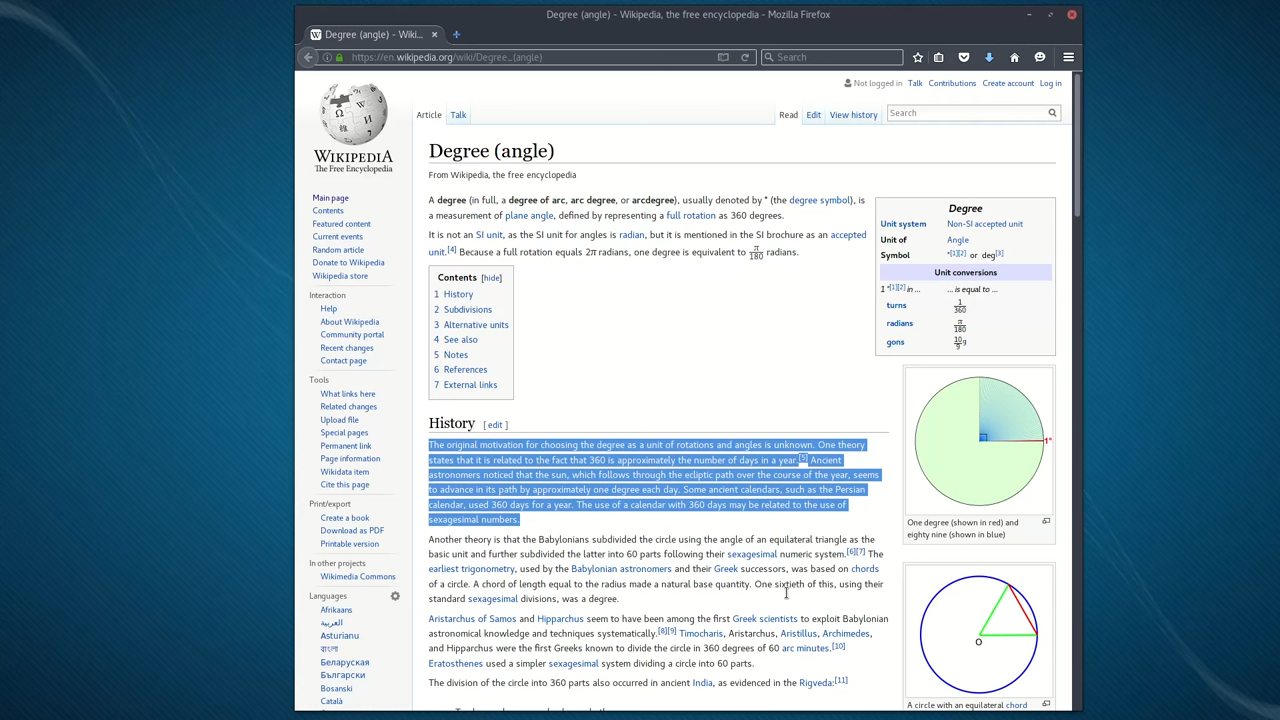 Degree (angle) - Wikipedia, the free encyclopedia - Mozilla Firefox
Degree (angle) - Wiki...
https://en.wikipedia.org/wiki/Degree_(angle)
Search
Not logged in Talk Contributions Create account Log in
Article Talk
Read Edit View history
Search
WIKIPEDIA
The Free Encyclopedia
Main page
Contents
Featured content
Current events
Random article
Donate to Wikipedia
Wikipedia store
Interaction
Help
About Wikipedia
Community portal
Recent changes
Contact page
Tools
What links here
Related changes
Upload file
Special pages
Permanent link
Page information
Wikidata item
Cite this page
Print/export
Create a book
Download as PDF
Printable version
In other projects
Wikimedia Commons
Languages
Afrikaans
العربية
Asturianu
বাংলা
Беларуская
Български
Bosanski
Català
Degree (angle)
From Wikipedia, the free encyclopedia
A degree (in full, a degree of arc, arc degree, or arcdegree), usually denoted by ° (the degree symbol), is
a measurement of plane angle, defined by representing a full rotation as 360 degrees.
It is not an SI unit, as the SI unit for angles is radian, but it is mentioned in the SI brochure as an accepted
unit.[4] Because a full rotation equals 2π radians, one degree is equivalent to π/180 radians.
Contents [hide]
1 History
2 Subdivisions
3 Alternative units
4 See also
5 Notes
6 References
7 External links
History [ edit ]
The original motivation for choosing the degree as a unit of rotations and angles is unknown. One theory
states that it is related to the fact that 360 is approximately the number of days in a year.[5] Ancient
astronomers noticed that the sun, which follows through the ecliptic path over the course of the year, seems
to advance in its path by approximately one degree each day. Some ancient calendars, such as the Persian
calendar, used 360 days for a year. The use of a calendar with 360 days may be related to the use of
sexagesimal numbers.
Another theory is that the Babylonians subdivided the circle using the angle of an equilateral triangle as the
basic unit and further subdivided the latter into 60 parts following their sexagesimal numeric system.[6][7] The
earliest trigonometry, used by the Babylonian astronomers and their Greek successors, was based on chords
of a circle. A chord of length equal to the radius made a natural base quantity. One sixtieth of this, using their
standard sexagesimal divisions, was a degree.
Aristarchus of Samos and Hipparchus seem to have been among the first Greek scientists to exploit Babylonian
astronomical knowledge and techniques systematically.[8][9] Timocharis, Aristarchus, Aristillus, Archimedes,
and Hipparchus were the first Greeks known to divide the circle in 360 degrees of 60 arc minutes.[10]
Eratosthenes used a simpler sexagesimal system dividing a circle into 60 parts.
The division of the circle into 360 parts also occurred in ancient India, as evidenced in the Rigveda:[11]
Degree
Unit system Non-SI accepted unit
Unit of Angle
Symbol °[1][2] or deg[3]
Unit conversions
1 °[1][2] in ... ... is equal to ...
turns 1/360
radians π/180
gons 10/9g
1°
One degree (shown in red) and
eighty nine (shown in blue)
O
A circle with an equilateral chord